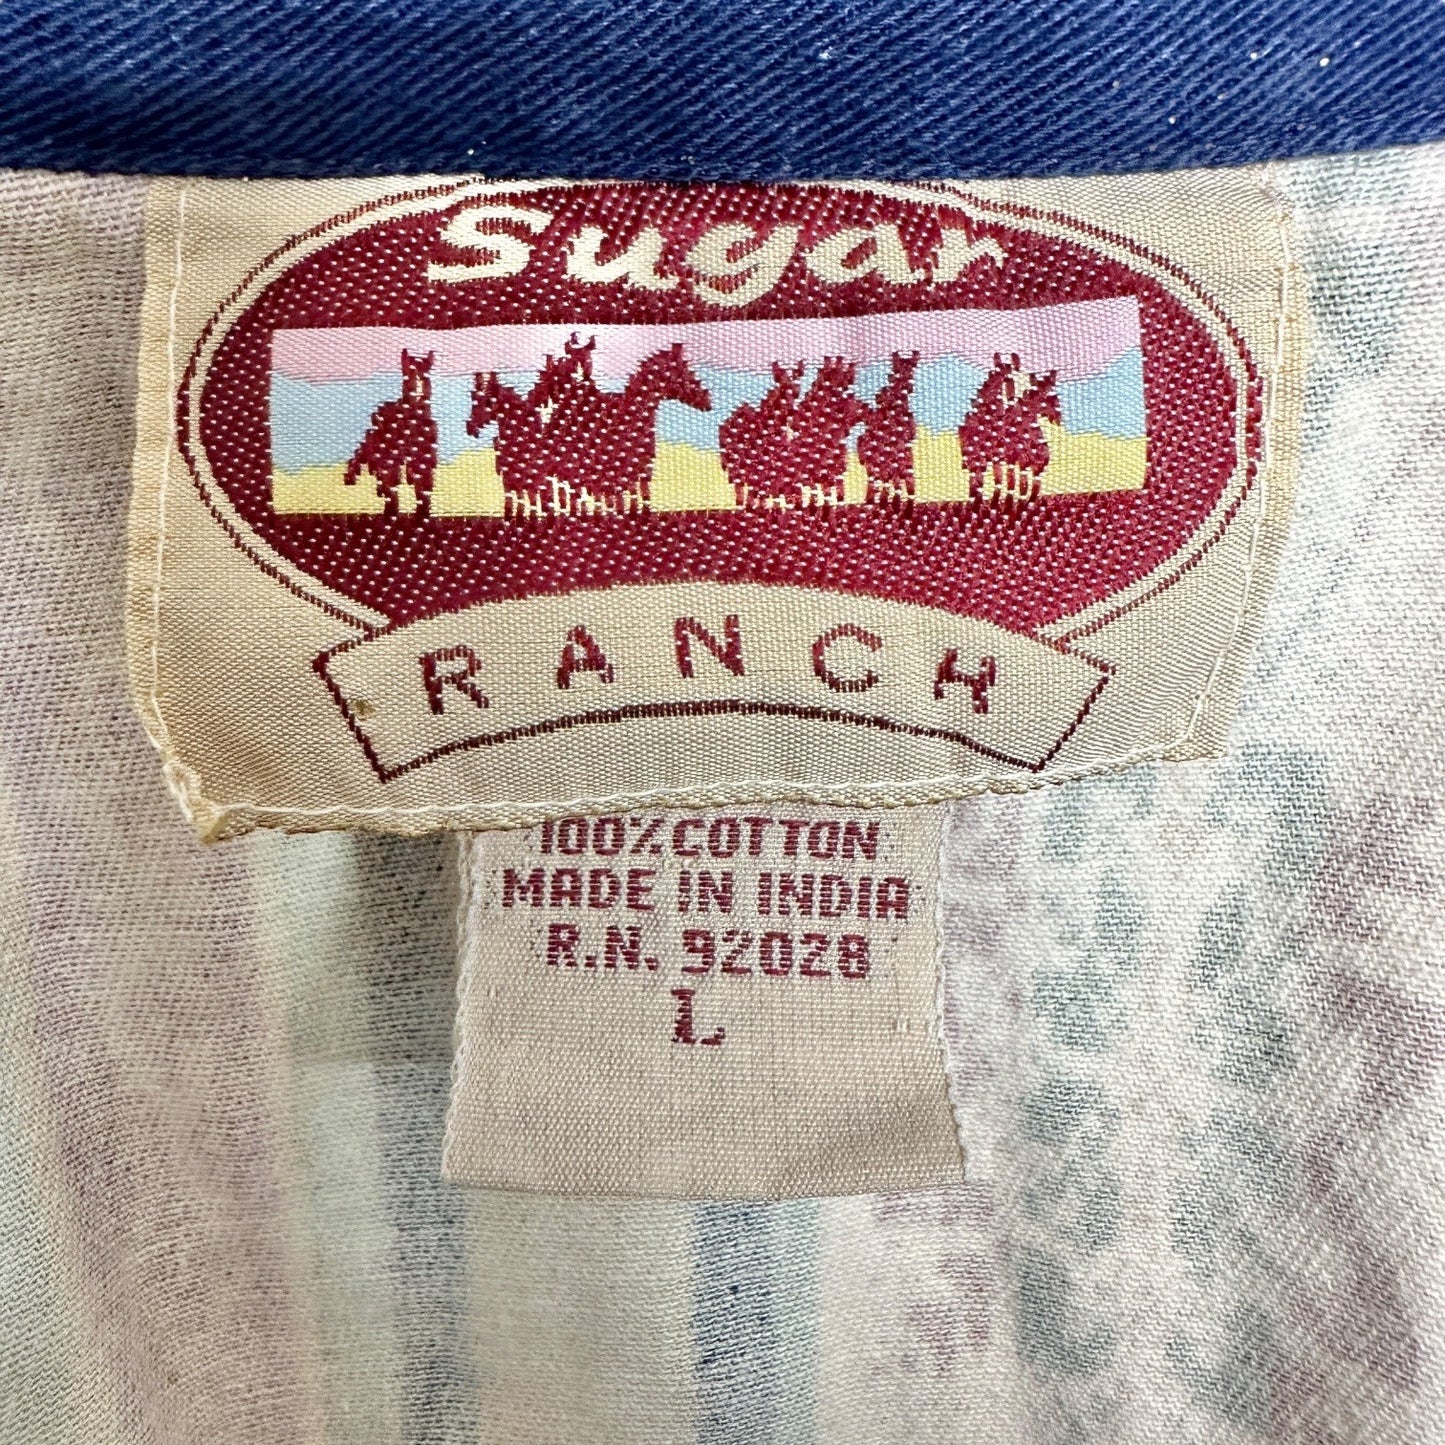 Sugar
RANCH
100% COTTON
MADE IN INDIA
R.N. 92028
L